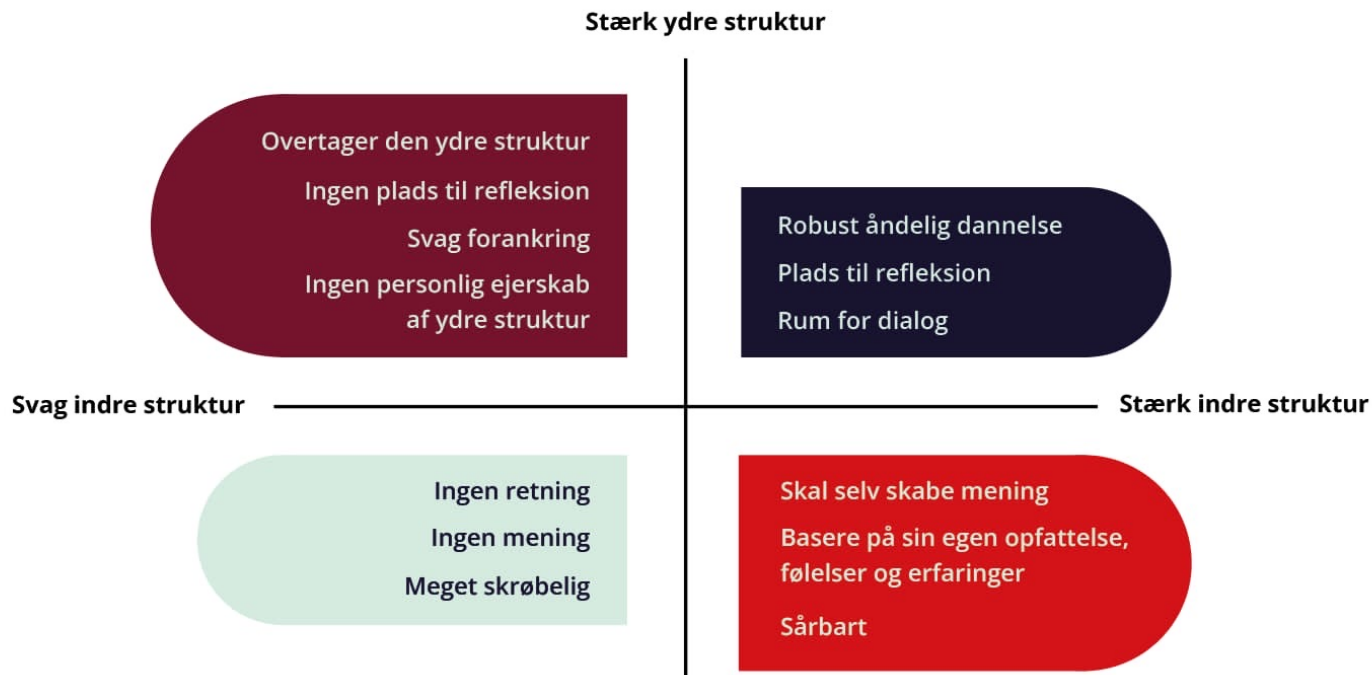 Stærk ydre struktur
Overtager den ydre struktur
Ingen plads til refleksion
Svag forankring
Ingen personlig ejerskab
af ydre struktur
Robust åndelig dannelse
Plads til refleksion
Rum for dialog
Svag indre struktur
Stærk indre struktur
Ingen retning
Ingen mening
Meget skrøbelig
Skal selv skabe mening
Basere på sin egen opfattelse,
følelser og erfaringer
Sårbart